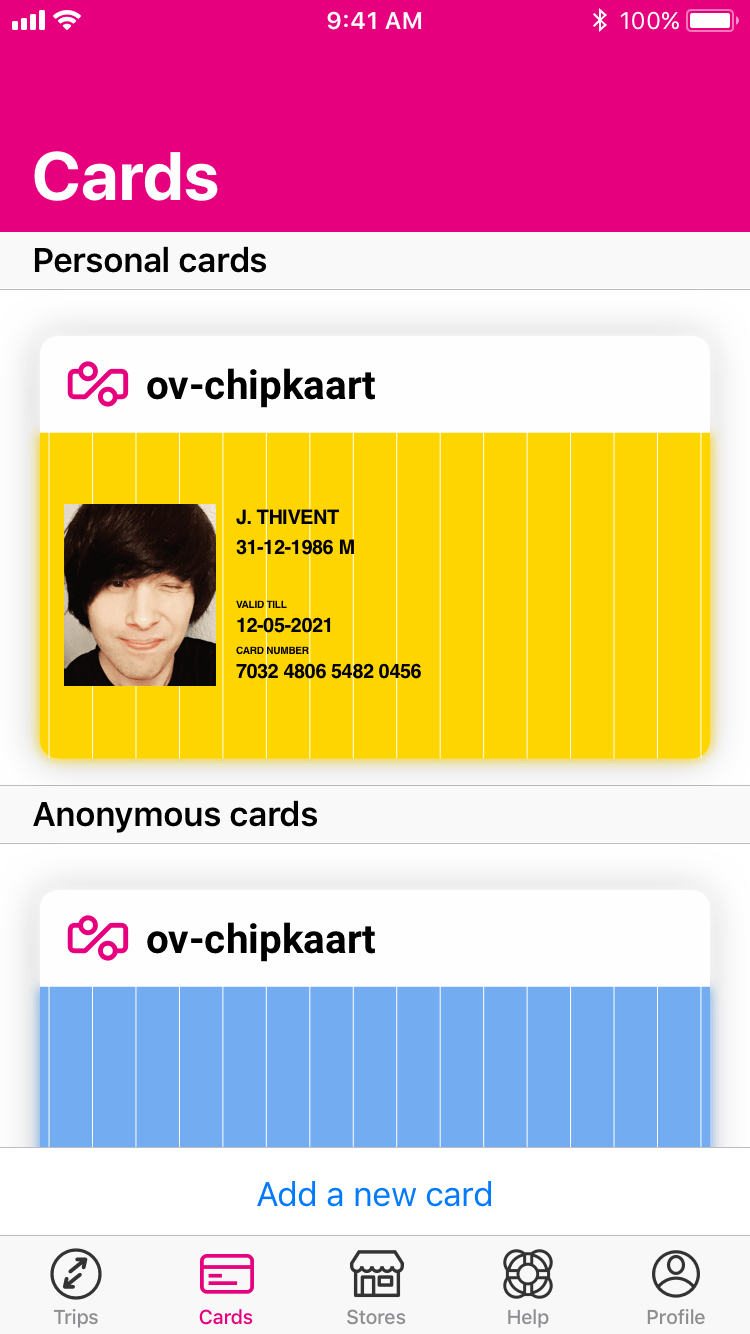 9:41 AM
100%
Cards
Personal cards
ov-chipkaart
J. THIVENT
31-12-1986 M
VALID TILL
12-05-2021
CARD NUMBER
7032 4806 5482 0456
Anonymous cards
ov-chipkaart
Add a new card
Trips
Cards
Stores
Help
Profile